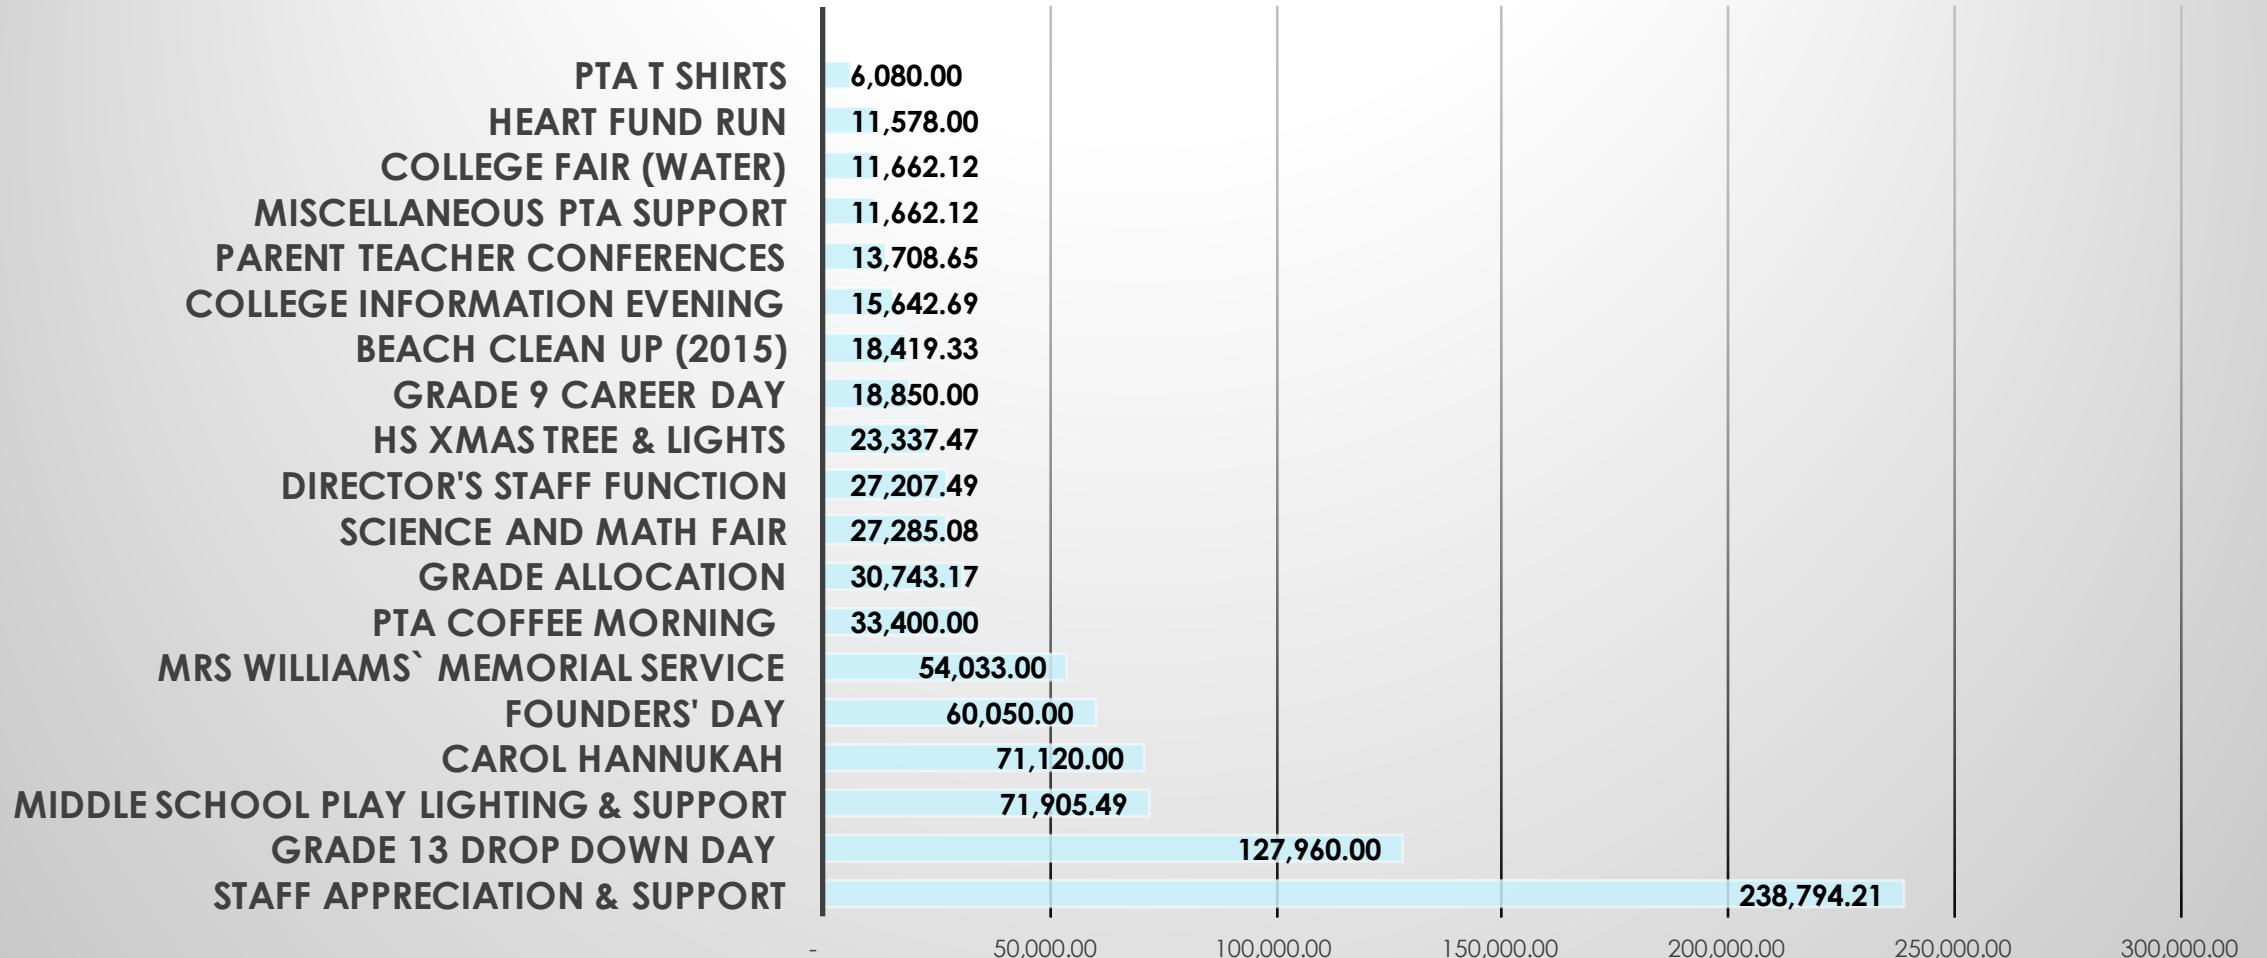 PTA T SHIRTS 6,080.00
HEART FUND RUN 11,578.00
COLLEGE FAIR (WATER) 11,662.12
MISCELLANEOUS PTA SUPPORT 11,662.12
PARENT TEACHER CONFERENCES 13,708.65
COLLEGE INFORMATION EVENING 15,642.69
BEACH CLEAN UP (2015) 18,419.33
GRADE 9 CAREER DAY 18,850.00
HS XMAS TREE & LIGHTS 23,337.47
DIRECTOR'S STAFF FUNCTION 27,207.49
SCIENCE AND MATH FAIR 27,285.08
GRADE ALLOCATION 30,743.17
PTA COFFEE MORNING 33,400.00
MRS WILLIAMS` MEMORIAL SERVICE 54,033.00
FOUNDERS' DAY 60,050.00
CAROL HANNUKAH 71,120.00
MIDDLE SCHOOL PLAY LIGHTING & SUPPORT 71,905.49
GRADE 13 DROP DOWN DAY 127,960.00
STAFF APPRECIATION & SUPPORT 238,794.21
- 50,000.00 100,000.00 150,000.00 200,000.00 250,000.00 300,000.00